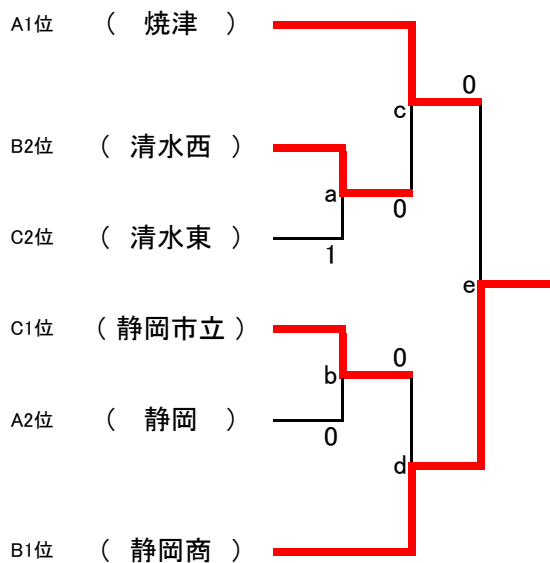 A1位 （ 焼津 ）
0
c
B2位 （ 清水西 ）
a
0
C2位 （ 清水東 ）
1
e
C1位 （ 静岡市立 ）
0
b
A2位 （ 静岡 ）
0
d
B1位 （ 静岡商 ）